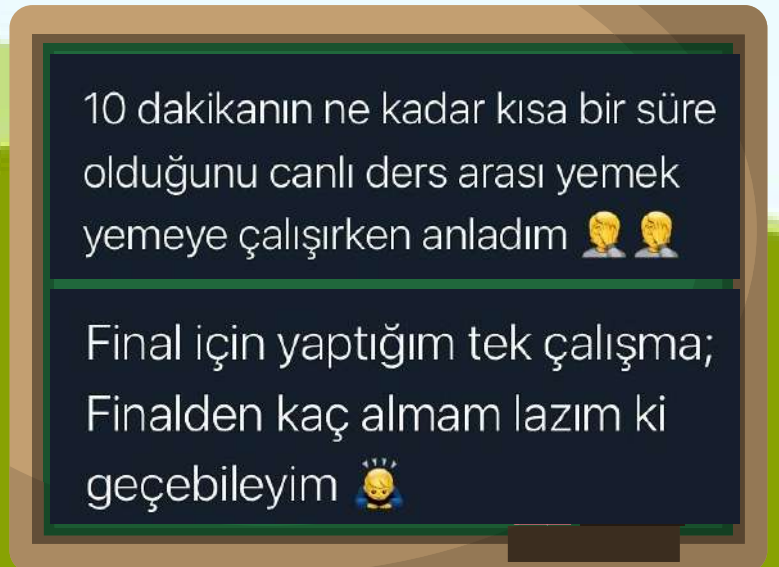 10 dakikanın ne kadar kısa bir süre
olduğunu canlı ders arası yemek
yemeye çalışırken anladım 🤦🤦
Final için yaptığım tek çalışma;
Finalden kaç almam lazım ki
geçebileyim 🙇